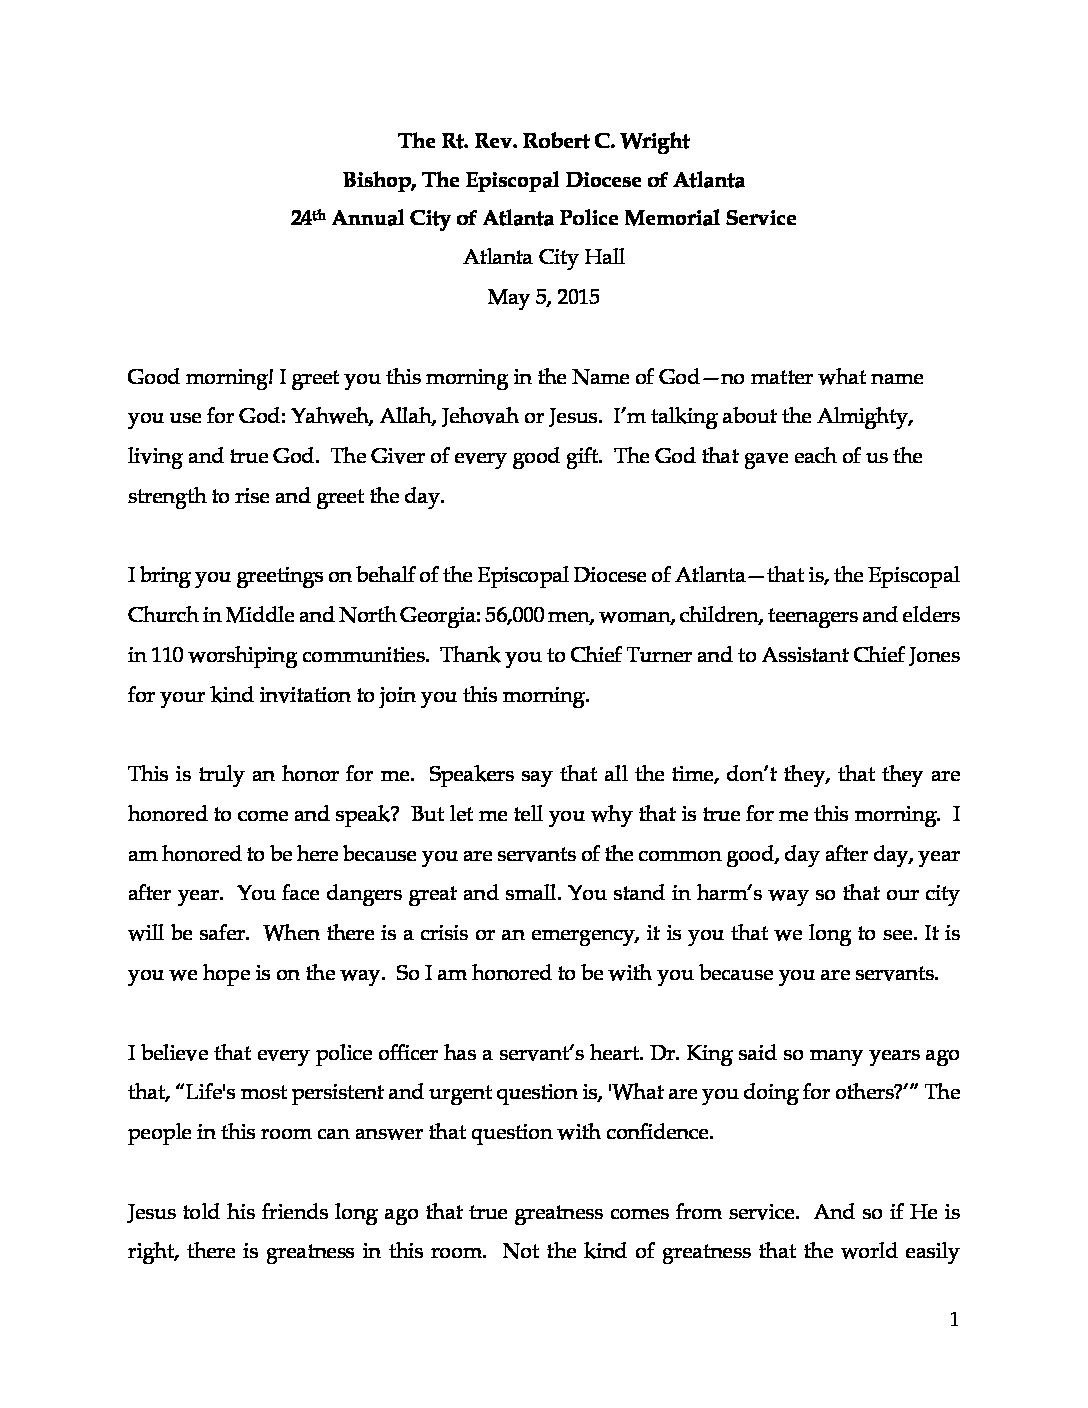 The Rt. Rev. Robert C. Wright
Bishop, The Episcopal Diocese of Atlanta
24th Annual City of Atlanta Police Memorial Service
Atlanta City Hall
May 5, 2015
Good morning! I greet you this morning in the Name of God—no matter what name
you use for God: Yahweh, Allah, Jehovah or Jesus.  I’m talking about the Almighty,
living and true God.  The Giver of every good gift.  The God that gave each of us the
strength to rise and greet the day.
I bring you greetings on behalf of the Episcopal Diocese of Atlanta—that is, the Episcopal
Church in Middle and North Georgia: 56,000 men, woman, children, teenagers and elders
in 110 worshiping communities.  Thank you to Chief Turner and to Assistant Chief Jones
for your kind invitation to join you this morning.
This is truly an honor for me.  Speakers say that all the time, don’t they, that they are
honored to come and speak?  But let me tell you why that is true for me this morning.  I
am honored to be here because you are servants of the common good, day after day, year
after year.  You face dangers great and small. You stand in harm’s way so that our city
will be safer.  When there is a crisis or an emergency, it is you that we long to see. It is
you we hope is on the way.  So I am honored to be with you because you are servants.
I believe that every police officer has a servant’s heart. Dr. King said so many years ago
that, “Life's most persistent and urgent question is, 'What are you doing for others?’” The
people in this room can answer that question with confidence.
Jesus told his friends long ago that true greatness comes from service.  And so if He is
right, there is greatness in this room.  Not the kind of greatness that the world easily
1